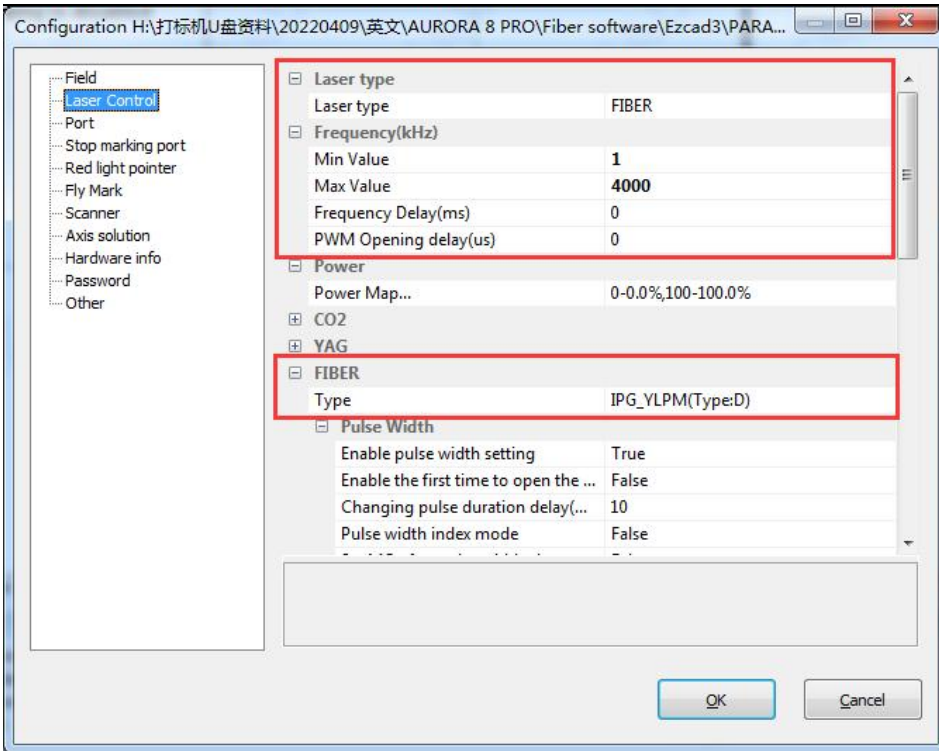 Configuration H:\打标机U盘资料\20220409\英文\AURORA 8 PRO\Fiber software\Ezcad3\PARA...
Field
Laser Control
Port
Stop marking port
Red light pointer
Fly Mark
Scanner
Axis solution
Hardware info
Password
Other
Laser type
Laser type FIBER
Frequency(kHz)
Min Value 1
Max Value 4000
Frequency Delay(ms) 0
PWM Opening delay(us) 0
Power
Power Map... 0-0.0%,100-100.0%
CO2
YAG
FIBER
Type IPG_YLPM(Type:D)
Pulse Width
Enable pulse width setting True
Enable the first time to open the ... False
Changing pulse duration delay(... 10
Pulse width index mode False
OK
Cancel